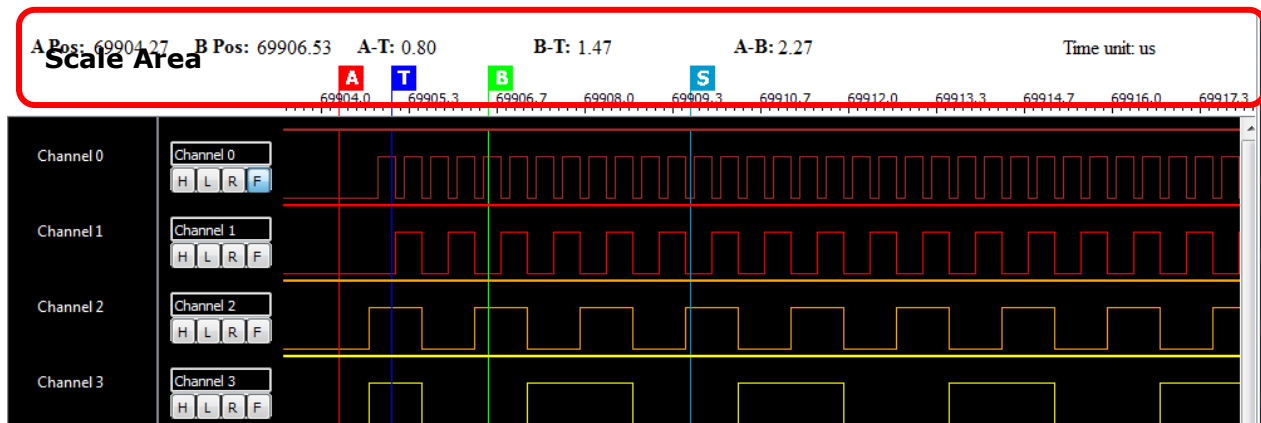 A Pos: 69904.27 B Pos: 69906.53 A-T: 0.80 B-T: 1.47 A-B: 2.27 Time unit: us
Scale Area
A T B S
69904.0 69905.3 69906.7 69908.0 69909.3 69910.7 69912.0 69913.3 69914.7 69916.0 69917.3
Channel 0 Channel 0
H L R F
Channel 1 Channel 1
H L R F
Channel 2 Channel 2
H L R F
Channel 3 Channel 3
H L R F